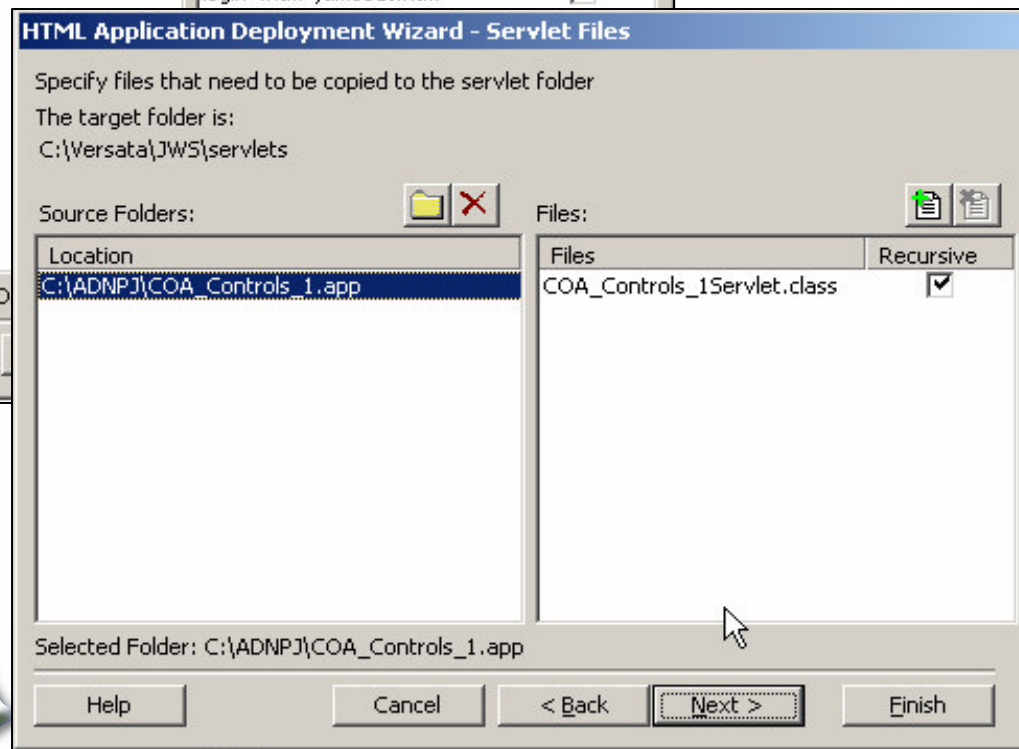 HTML Application Deployment Wizard - Servlet Files
Specify files that need to be copied to the servlet folder
The target folder is:
C:\Versata\JWS\servlets
Source Folders:
Files:
Location
Files Recursive
C:\ADNPJ\COA_Controls_1.app
COA_Controls_1Servlet.class
Selected Folder: C:\ADNPJ\COA_Controls_1.app
Help Cancel < Back Next > Finish